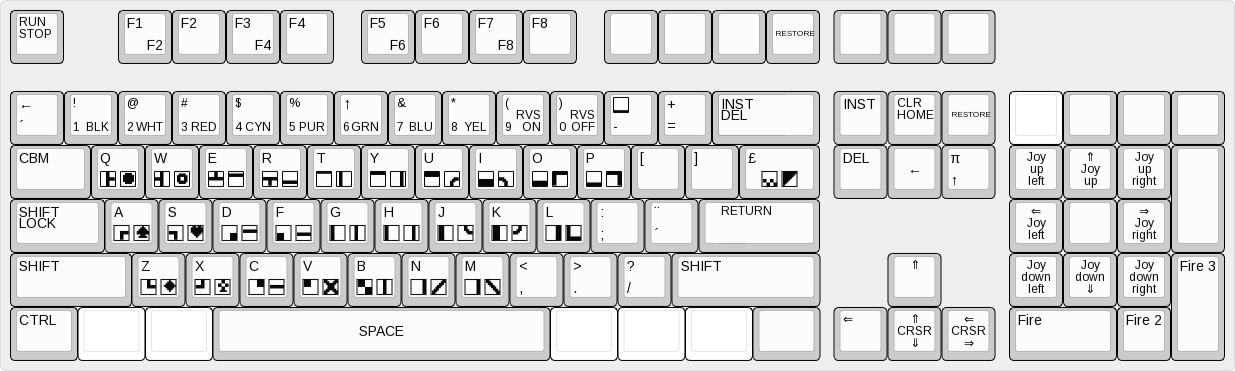 RUN
STOP
F1
F2
F2
F3
F4
F4
F5
F6
F6
F7
F8
F8
RESTORE
←
´
!
1 BLK
@
2 WHT
#
3 RED
$
4 CYN
%
5 PUR
↑
6 GRN
&
7 BLU
*
8 YEL
( RVS
9 ON
) RVS
0 OFF
-
+
=
INST
DEL
INST
CLR
HOME
RESTORE
CBM
Q
W
E
R
T
Y
U
I
O
P
[
]
£
DEL
←
π
↑
Joy
up
left
⇑
Joy
up
Joy
up
right
SHIFT
LOCK
A
S
D
F
G
H
J
K
L
:
;
¨
´
RETURN
⇐
Joy
left
⇒
Joy
right
SHIFT
Z
X
C
V
B
N
M
<
,
>
.
?
/
SHIFT
⇑
Joy
down
left
Joy
down
⇓
Joy
down
right
Fire 3
CTRL
SPACE
⇐
⇑
CRSR
⇓
⇐
CRSR
⇒
Fire
Fire 2